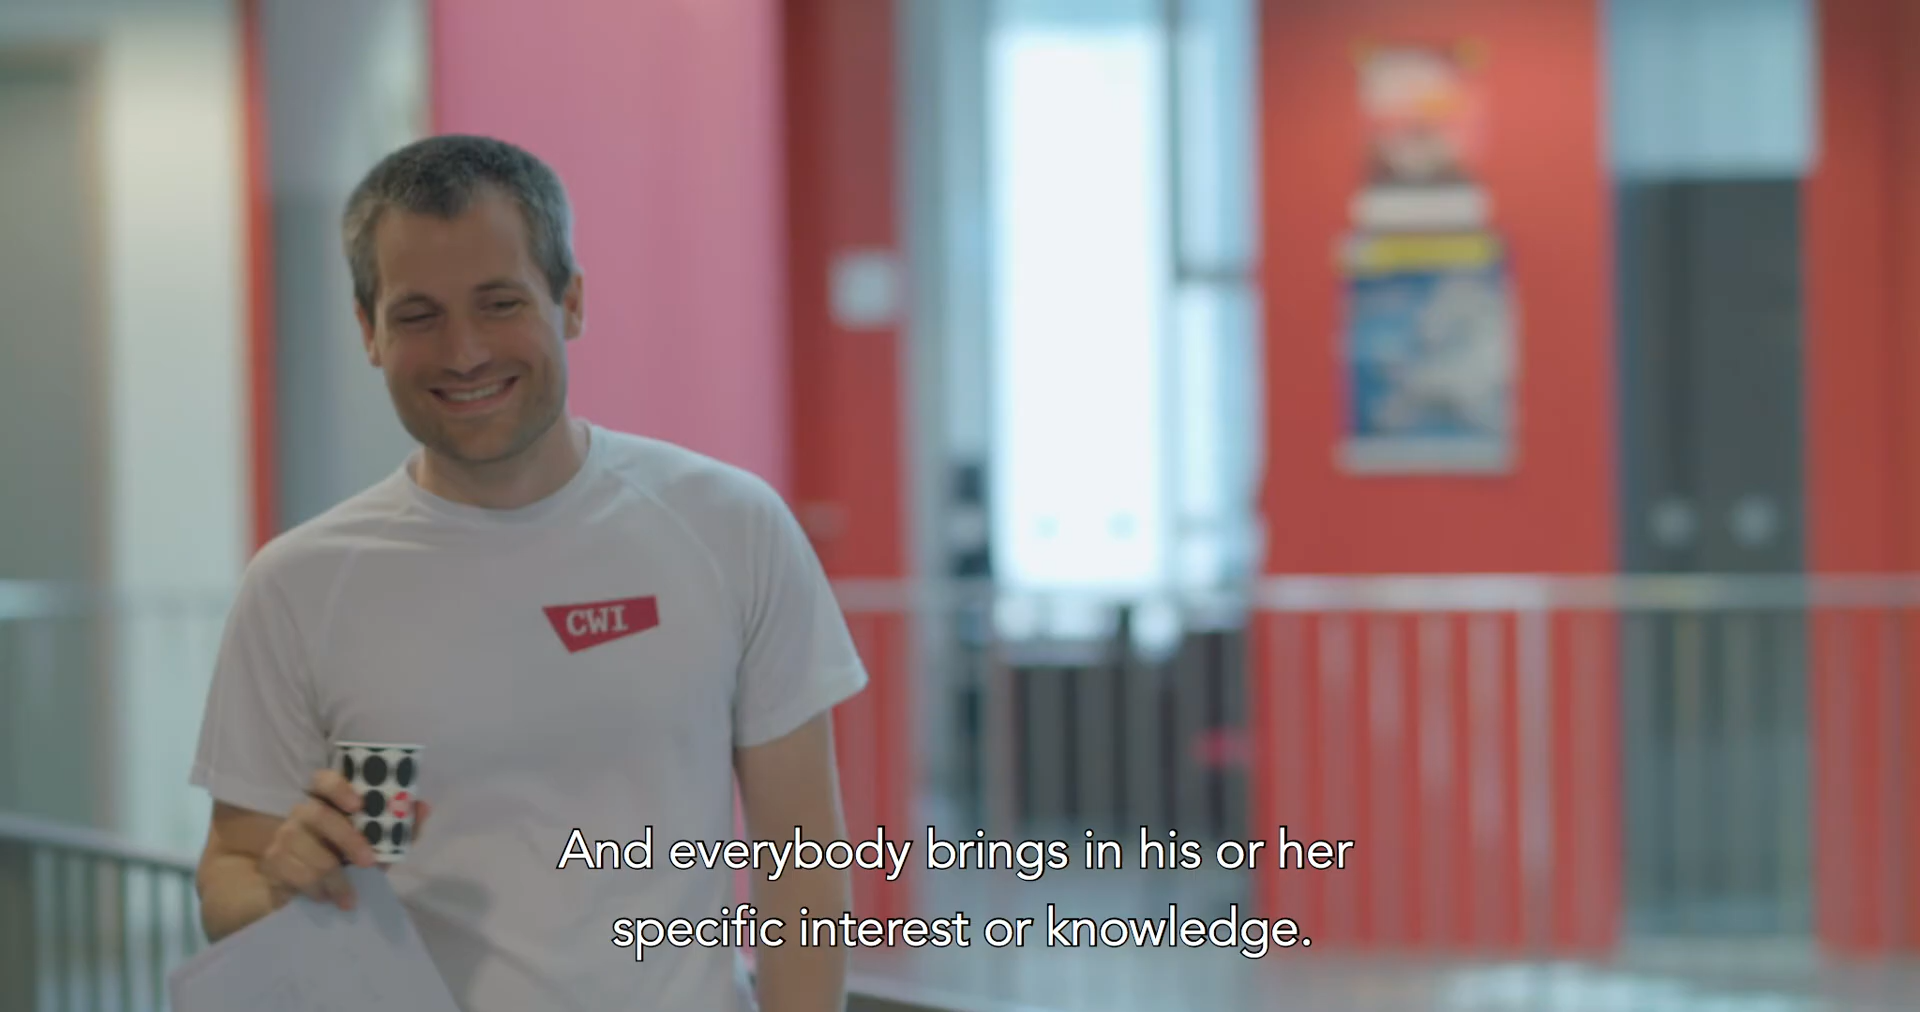 CWI
And everybody brings in his or her
specific interest or knowledge.